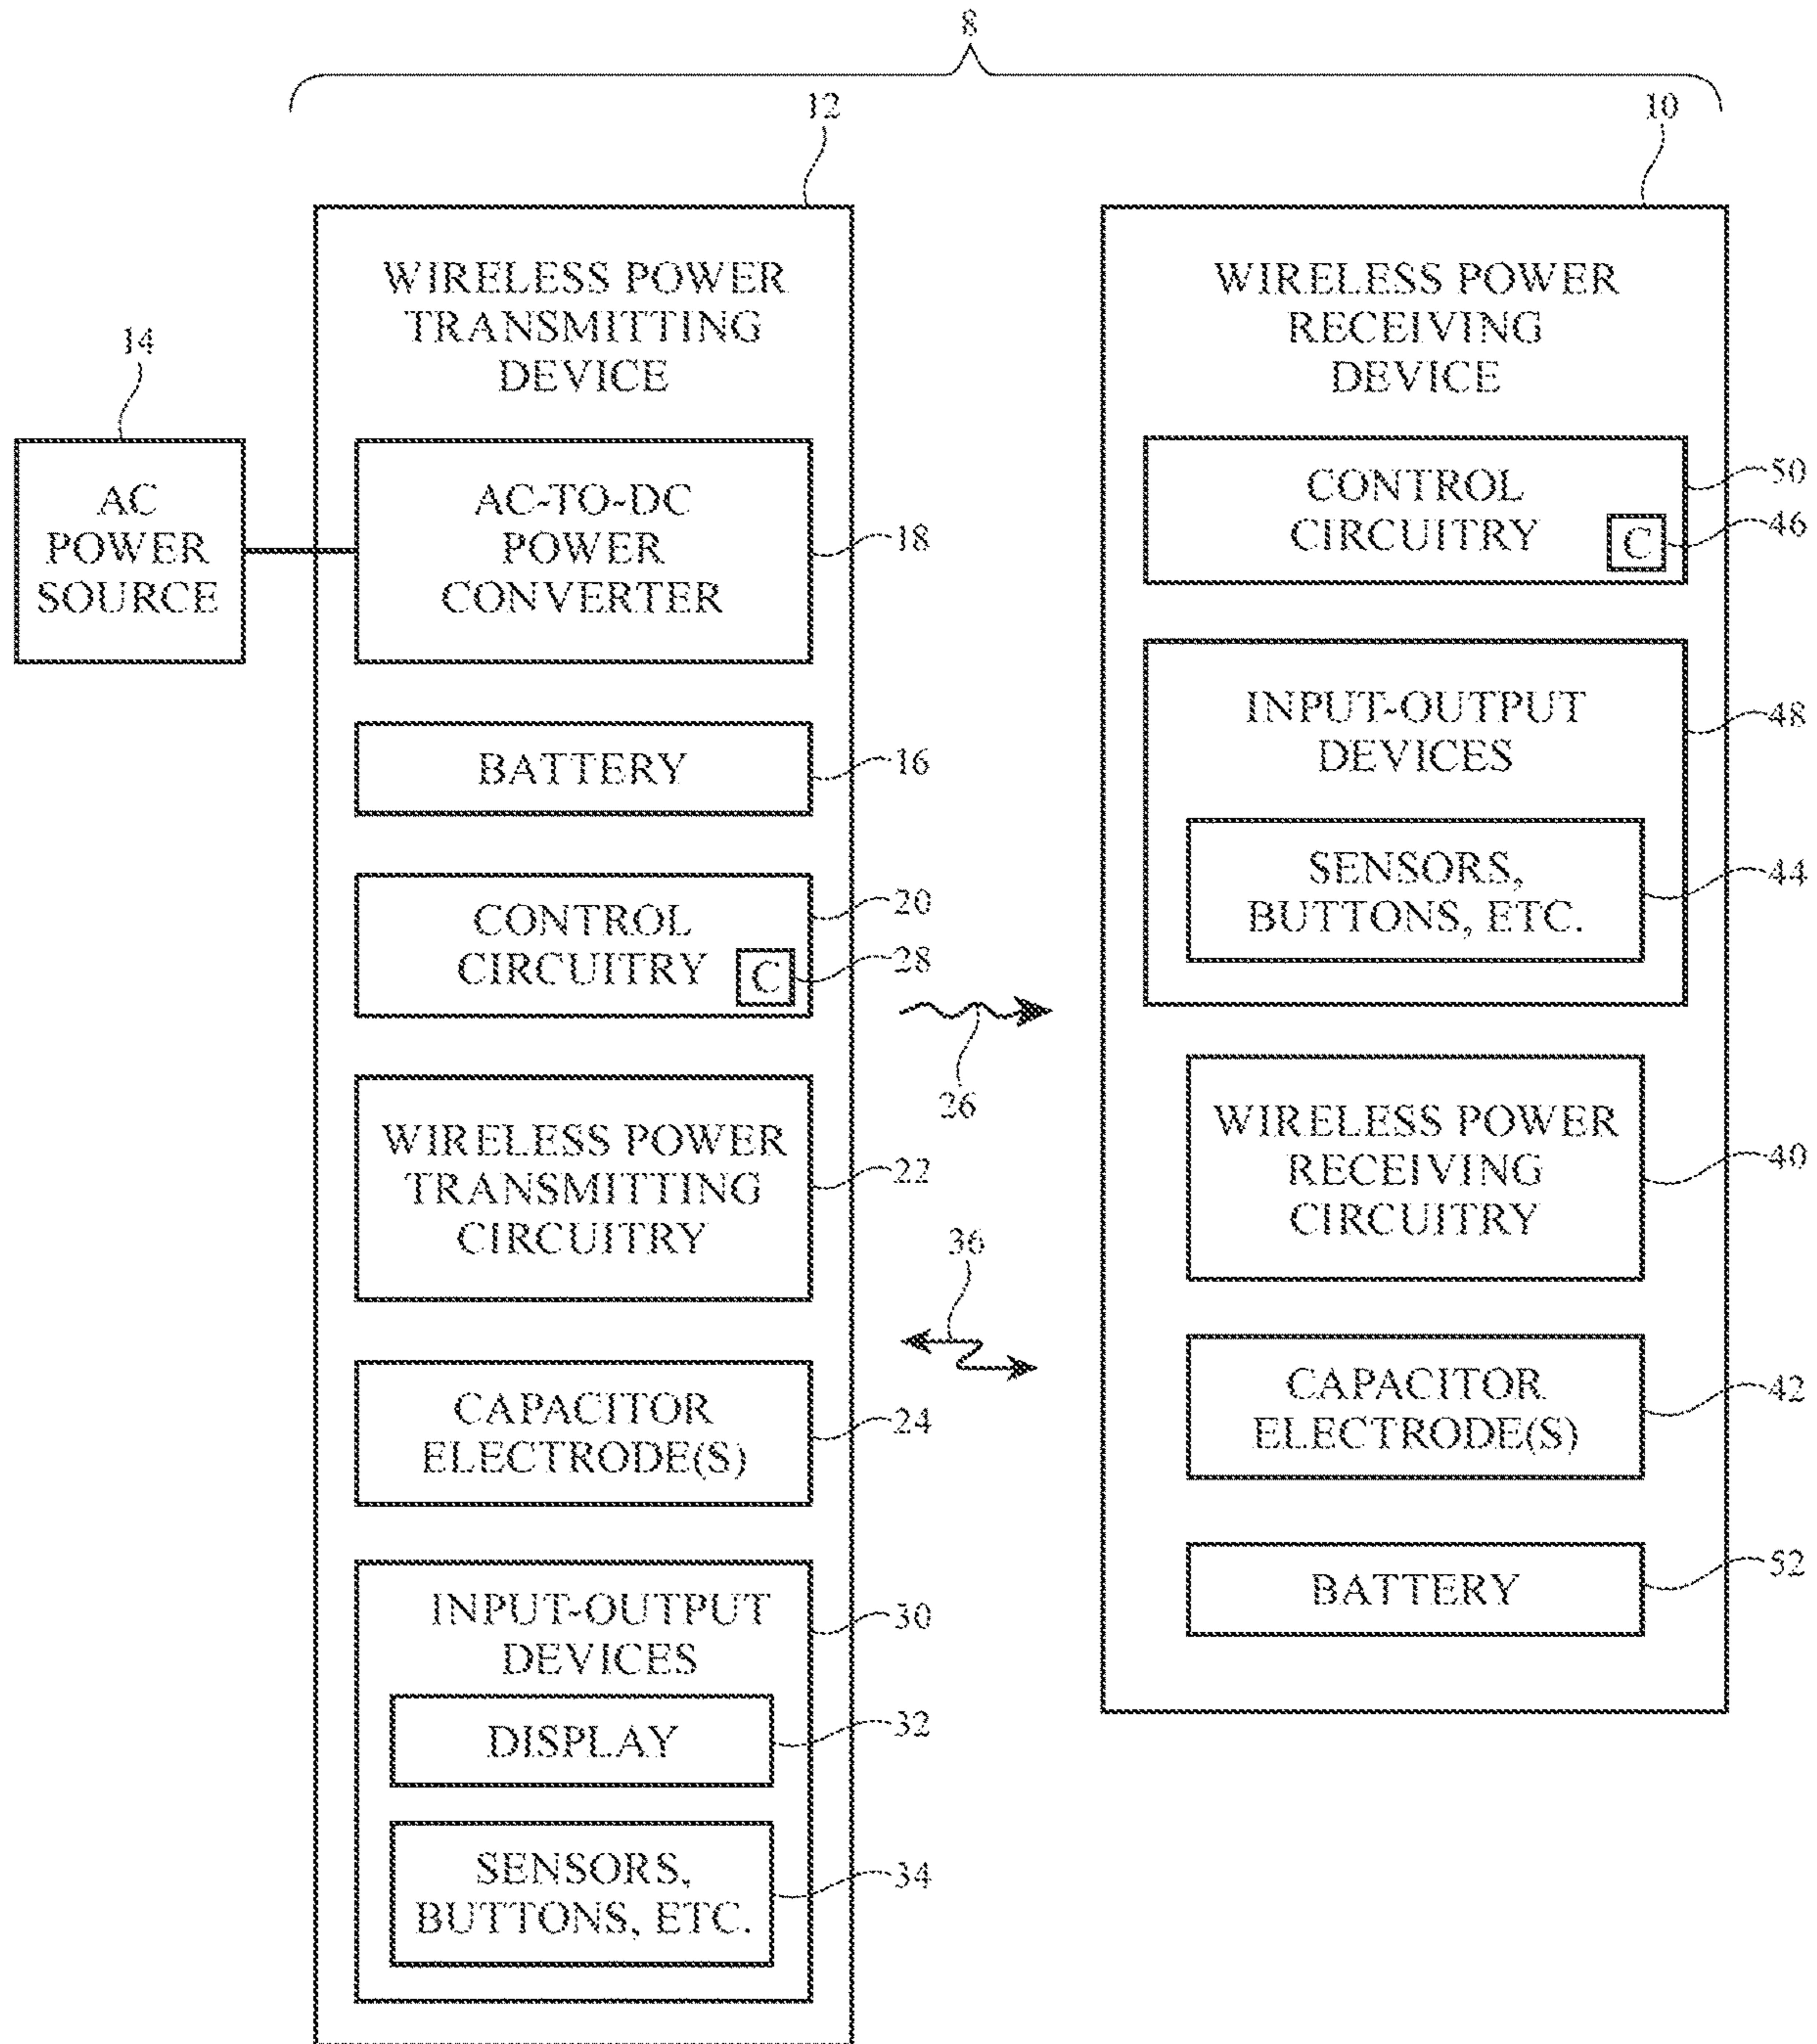 8
12
10
14
WIRELESS POWER
TRANSMITTING
DEVICE
AC
POWER
SOURCE
AC-TO-DC
POWER
CONVERTER
18
BATTERY
16
CONTROL
CIRCUITRY
C
20
28
26
WIRELESS POWER
TRANSMITTING
CIRCUITRY
22
36
CAPACITOR
ELECTRODE(S)
24
INPUT-OUTPUT
DEVICES
30
DISPLAY
32
SENSORS,
BUTTONS, ETC.
34
WIRELESS POWER
RECEIVING
DEVICE
CONTROL
CIRCUITRY
C
50
46
INPUT-OUTPUT
DEVICES
48
SENSORS,
BUTTONS, ETC.
44
WIRELESS POWER
RECEIVING
CIRCUITRY
40
CAPACITOR
ELECTRODE(S)
42
BATTERY
52